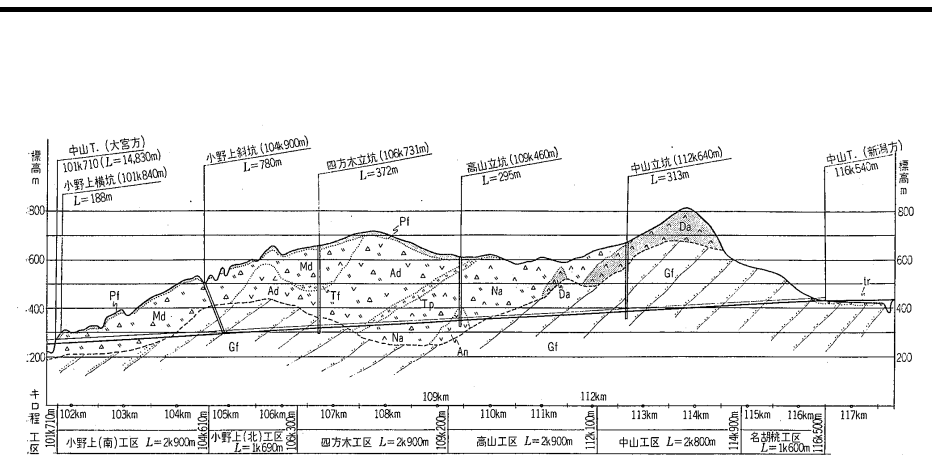 中山T.（大宮方）
101k710（L=14,830m）
小野上横坑（101k840m）
L=188m
小野上斜坑（104k900m）
L=780m
四方木立坑（106k731m）
L=372m
高山立坑（109k460m）
L=295m
中山立坑（112k640m）
L=313m
中山T.（新潟方）
116k540m
標高m
標高m
800
600
400
200
800
600
400
200
Pf
Md
Ad
Md
Tf
Pf
Ad
Tp
Na
Na
An
Gf
Gf
Gf
Da
Da
tr
109km
112km
キロ程
101k710m
102km
103km
104km
104k610m
105km
106km
106k300m
107km
108km
109k200m
110km
111km
112k100m
113km
114km
114k900m
115km
116km
116k500m
117km
工区
小野上(南)工区 L=2k900m
小野上(北)工区
L=1k690m
四方木工区 L=2k900m
高山工区 L=2k900m
中山工区 L=2k800m
名胡桃工区
L=1k600m